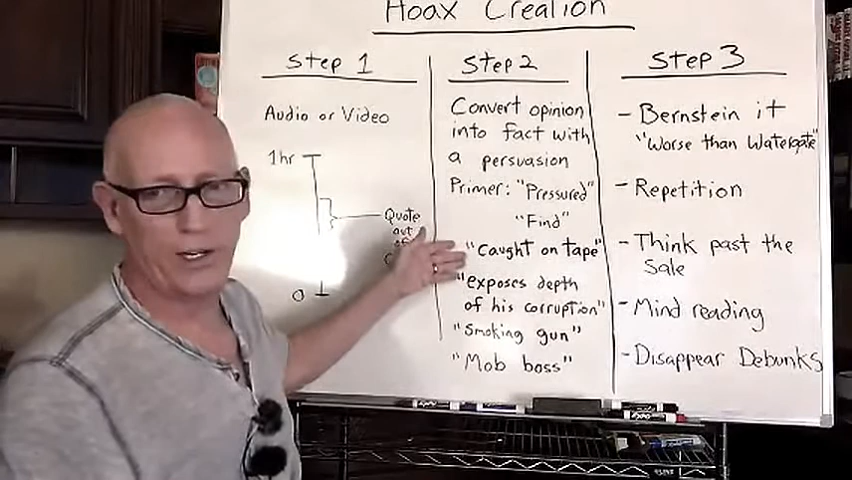 Hoax Creation
Step 1
Audio or Video
1hr
Quote
out
0
Step 2
Convert opinion
into fact with
a persuasion
Primer: "Pressured"
"Find"
"Caught on tape"
"exposes depth
of his corruption"
"Smoking gun"
"Mob boss"
Step 3
- Bernstein it
"Worse than Watergate"
- Repetition
- Think past the
Sale
- Mind reading
- Disappear Debunks